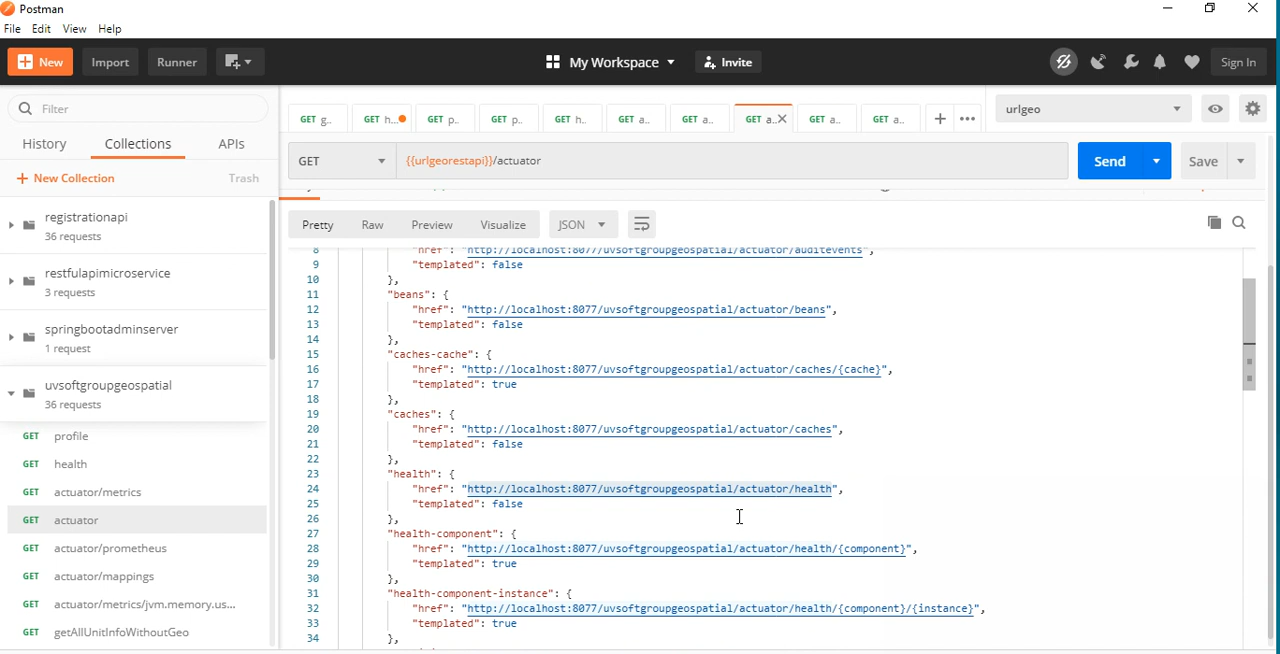 Postman
File Edit View Help
New Import Runner My Workspace Invite Sign In
Filter
History Collections APIs
New Collection Trash
registrationapi
36 requests
restfulapimicroservice
3 requests
springbootadminserver
1 request
uvsoftgroupgeospatial
36 requests
GET profile
GET health
GET actuator/metrics
GET actuator
GET actuator/prometheus
GET actuator/mappings
GET actuator/metrics/jvm.memory.us...
GET getAllUnitInfoWithoutGeo
GET g.. GET h... GET p.. GET p.. GET h.. GET a.. GET a.. GET a.. GET a.. GET a..
urlgeo
GET {{urlgeorestapi}}/actuator Send Save
Pretty Raw Preview Visualize JSON
8 "href": "http://localhost:8077/uvsoftgroupgeospatial/actuator/auditevents",
9 "templated": false
10 },
11 "beans": {
12 "href": "http://localhost:8077/uvsoftgroupgeospatial/actuator/beans",
13 "templated": false
14 },
15 "caches-cache": {
16 "href": "http://localhost:8077/uvsoftgroupgeospatial/actuator/caches/{cache}",
17 "templated": true
18 },
19 "caches": {
20 "href": "http://localhost:8077/uvsoftgroupgeospatial/actuator/caches",
21 "templated": false
22 },
23 "health": {
24 "href": "http://localhost:8077/uvsoftgroupgeospatial/actuator/health",
25 "templated": false
26 },
27 "health-component": {
28 "href": "http://localhost:8077/uvsoftgroupgeospatial/actuator/health/{component}",
29 "templated": true
30 },
31 "health-component-instance": {
32 "href": "http://localhost:8077/uvsoftgroupgeospatial/actuator/health/{component}/{instance}",
33 "templated": true
34 },